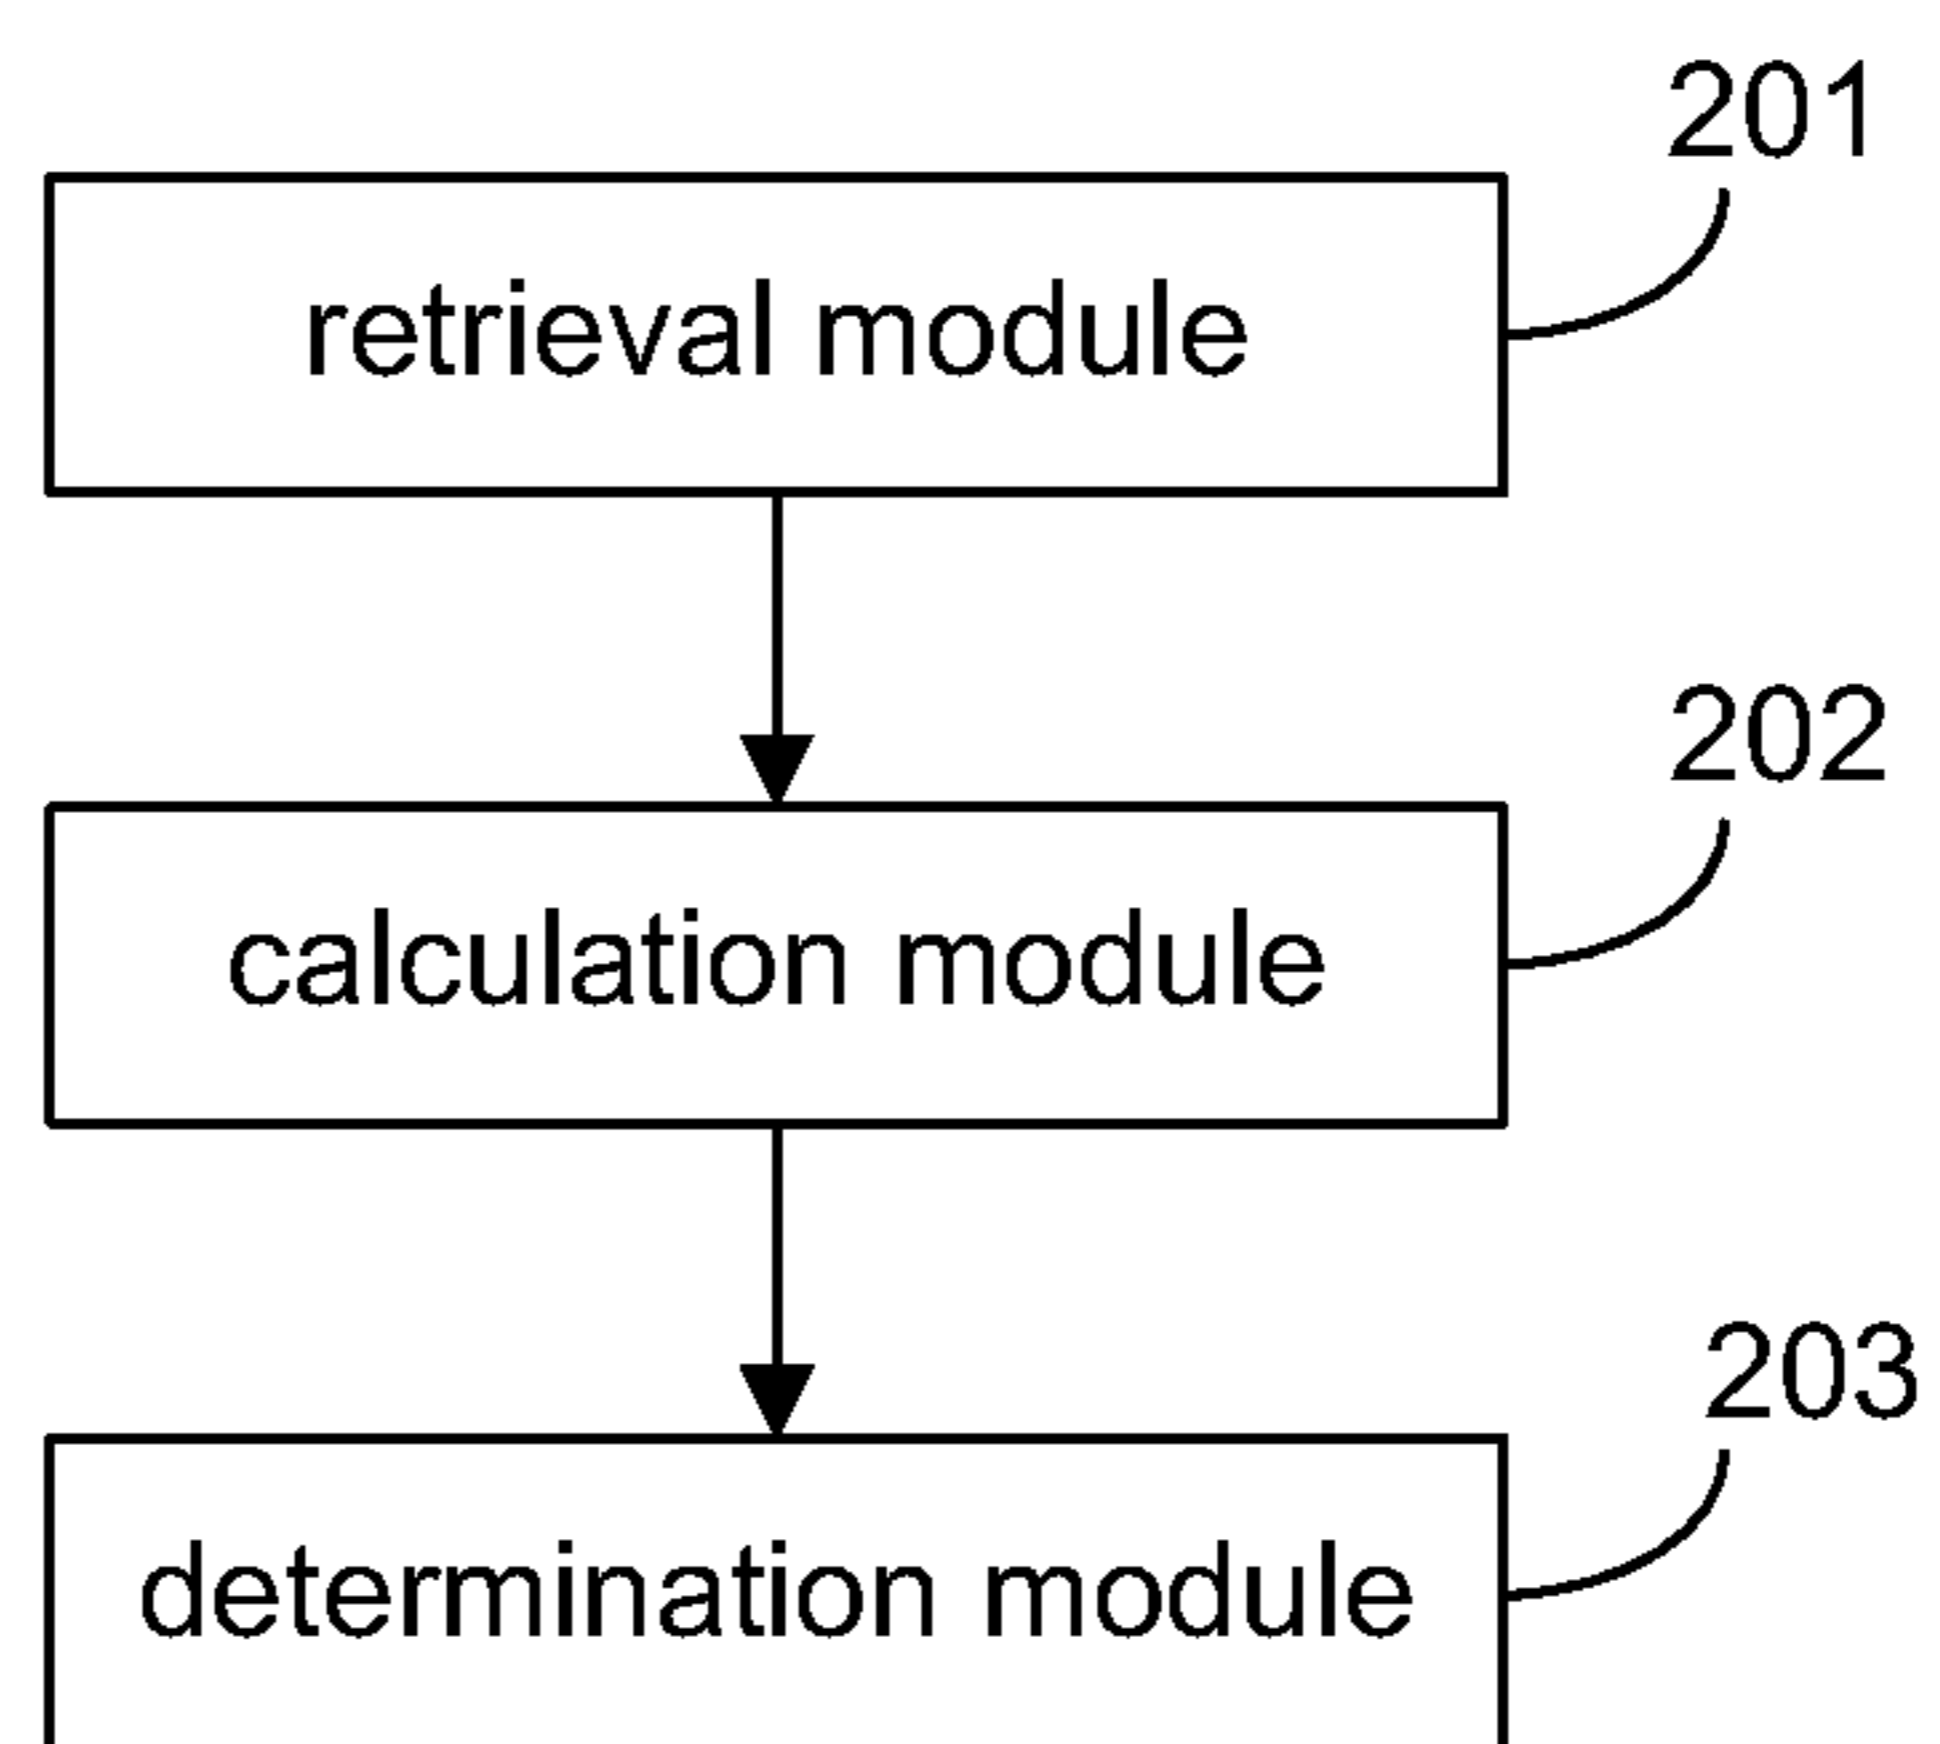 201
retrieval module
202
calculation module
203
determination module